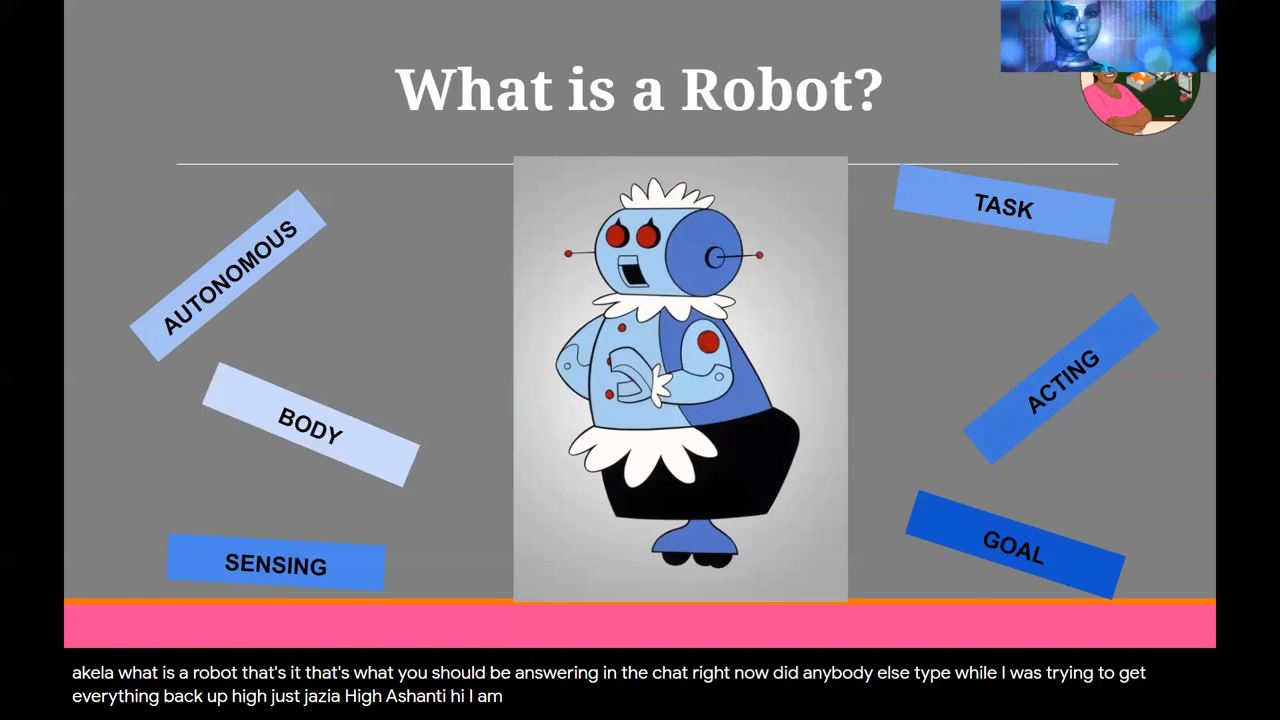 What is a Robot?
AUTONOMOUS
BODY
SENSING
TASK
ACTING
GOAL
akela what is a robot that's it that's what you should be answering in the chat right now did anybody else type while I was trying to get
everything back up high just jazia High Ashanti hi I am